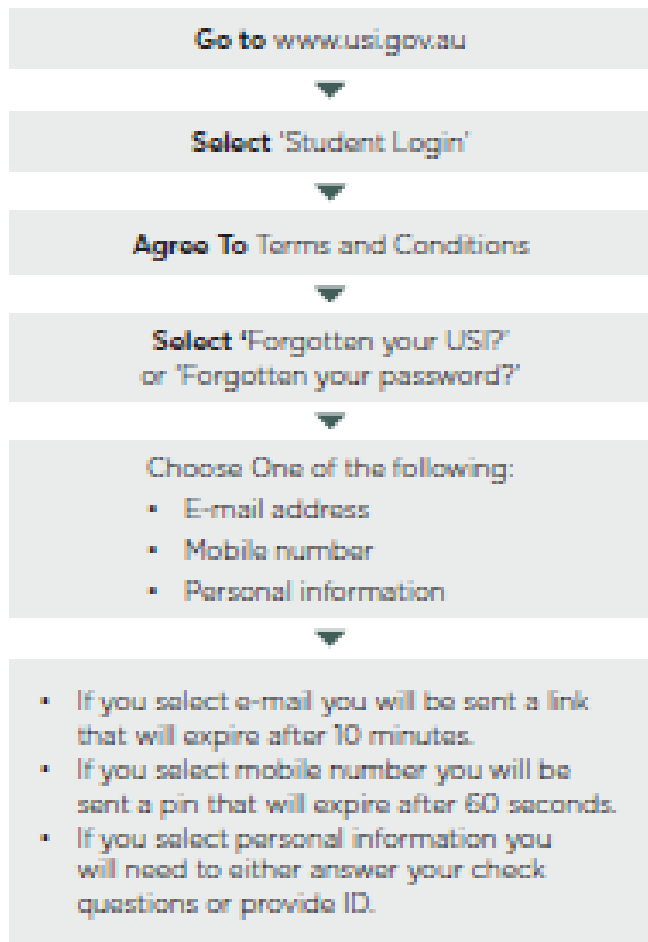 Go to www.usi.gov.au
Select 'Student Login'
Agree To Terms and Conditions
Select 'Forgotten your USI?'
or 'Forgotten your password?'
Choose One of the following:
• E-mail address
• Mobile number
• Personal information
• If you select e-mail you will be sent a link
that will expire after 10 minutes.
• If you select mobile number you will be
sent a pin that will expire after 60 seconds.
• If you select personal information you
will need to either answer your check
questions or provide ID.